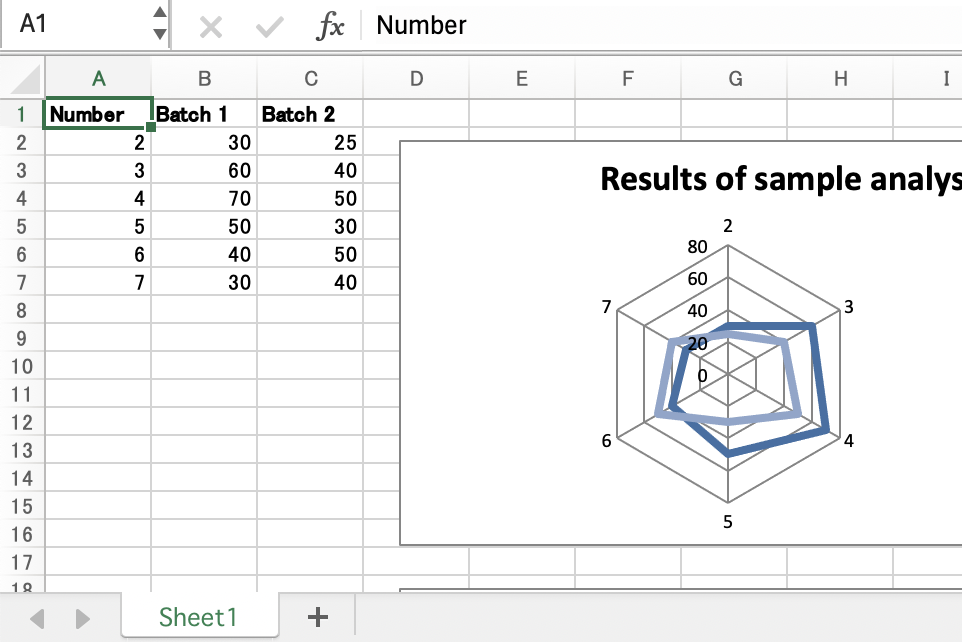 A1 fx Number
A B C D E F G H I
1 Number Batch 1 Batch 2
2 2 30 25
3 3 60 40
4 4 70 50
5 5 50 30
6 6 40 50
7 7 30 40
8
9
10
11
12
13
14
15
16
17
18
Results of sample analys
2
80
60
7 40 3
20
0
6 4
5
Sheet1 +